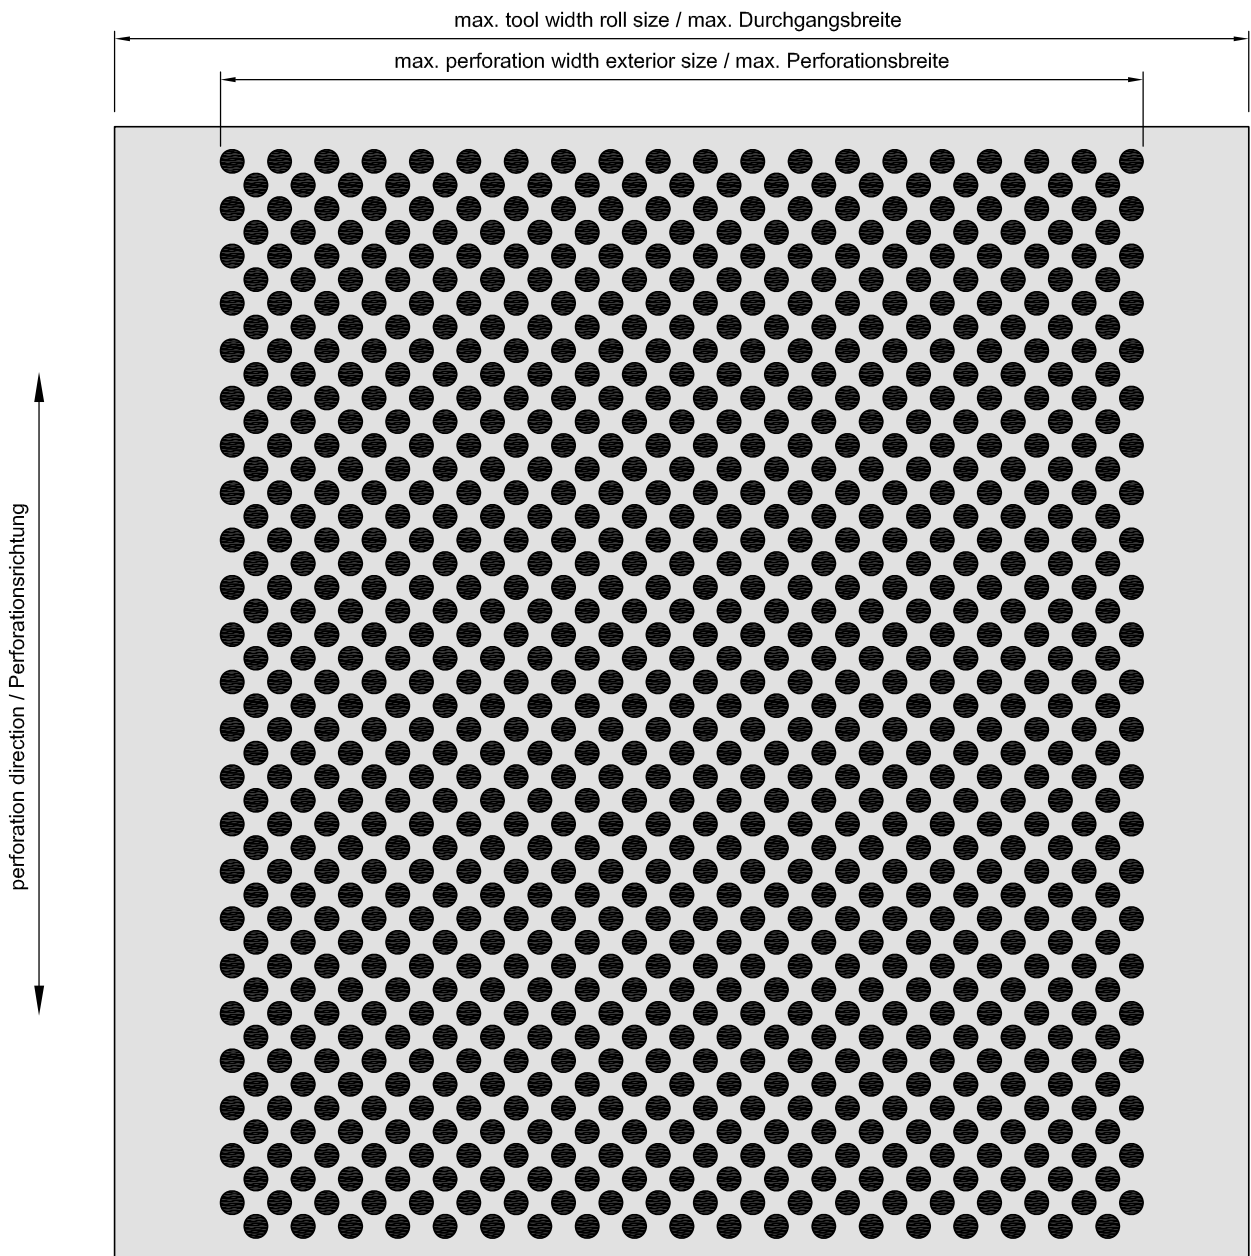 max. tool width roll size / max. Durchgangsbreite
max. perforation width exterior size / max. Perforationsbreite
perforation direction / Perforationsrichtung